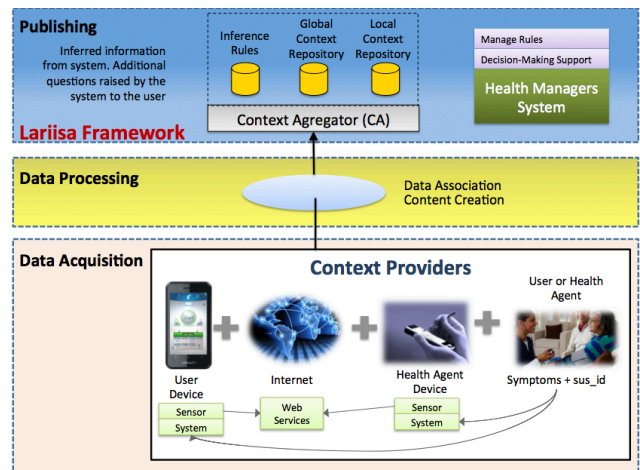 Publishing
Inferred information
from system. Additional
questions raised by the
system to the user
Lariisa Framework
Inference
Rules
Global
Context
Repository
Local
Context
Repository
Context Agregator (CA)
Manage Rules
Decision-Making Support
Health Managers
System
Data Processing
Data Association
Content Creation
Data Acquisition
Context Providers
User or Health
Agent
User
Device
Internet
Health Agent
Device
Symptoms + sus_id
Sensor
System
Web
Services
Sensor
System